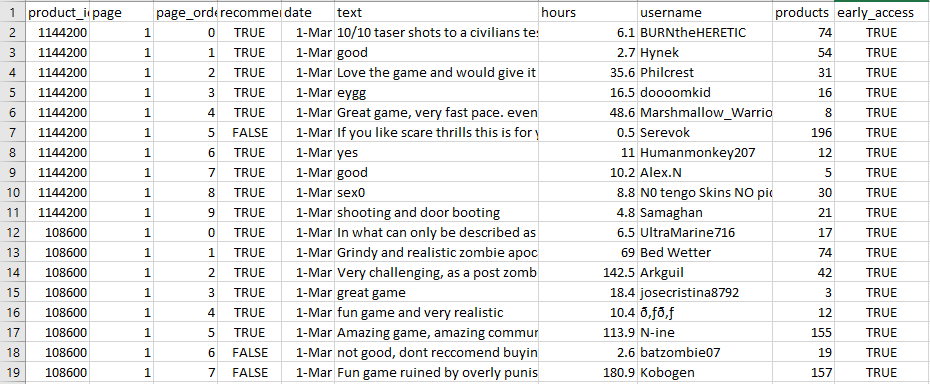 1 product_i page page_orde recommen date text hours username products early_access
2 1144200 1 0 TRUE 1-Mar 10/10 taser shots to a civilians tes 6.1 BURNtheHERETIC 74 TRUE
3 1144200 1 1 TRUE 1-Mar good 2.7 Hynek 54 TRUE
4 1144200 1 2 TRUE 1-Mar Love the game and would give it 35.6 Philcrest 31 TRUE
5 1144200 1 3 TRUE 1-Mar eygg 16.5 doooomkid 16 TRUE
6 1144200 1 4 TRUE 1-Mar Great game, very fast pace. even 48.6 Marshmallow_Warrio 8 TRUE
7 1144200 1 5 FALSE 1-Mar If you like scare thrills this is for y 0.5 Serevok 196 TRUE
8 1144200 1 6 TRUE 1-Mar yes 11 Humanmonkey207 12 TRUE
9 1144200 1 7 TRUE 1-Mar good 10.2 Alex.N 5 TRUE
10 1144200 1 8 TRUE 1-Mar sex0 8.8 N0 tengo Skins NO pid 30 TRUE
11 1144200 1 9 TRUE 1-Mar shooting and door booting 4.8 Samaghan 21 TRUE
12 108600 1 0 TRUE 1-Mar In what can only be described as 6.5 UltraMarine716 17 TRUE
13 108600 1 1 TRUE 1-Mar Grindy and realistic zombie apoc 69 Bed Wetter 74 TRUE
14 108600 1 2 TRUE 1-Mar Very challenging, as a post zomb 142.5 Arkguil 42 TRUE
15 108600 1 3 TRUE 1-Mar great game 18.4 josecristina8792 3 TRUE
16 108600 1 4 TRUE 1-Mar fun game and very realistic 10.4 ð‚ƒð‚ƒ 12 TRUE
17 108600 1 5 TRUE 1-Mar Amazing game, amazing commun 113.9 N-ine 155 TRUE
18 108600 1 6 FALSE 1-Mar not good, dont reccomend buyin 2.6 batzombie07 19 TRUE
19 108600 1 7 FALSE 1-Mar Fun game ruined by overly punis 180.9 Kobogen 157 TRUE